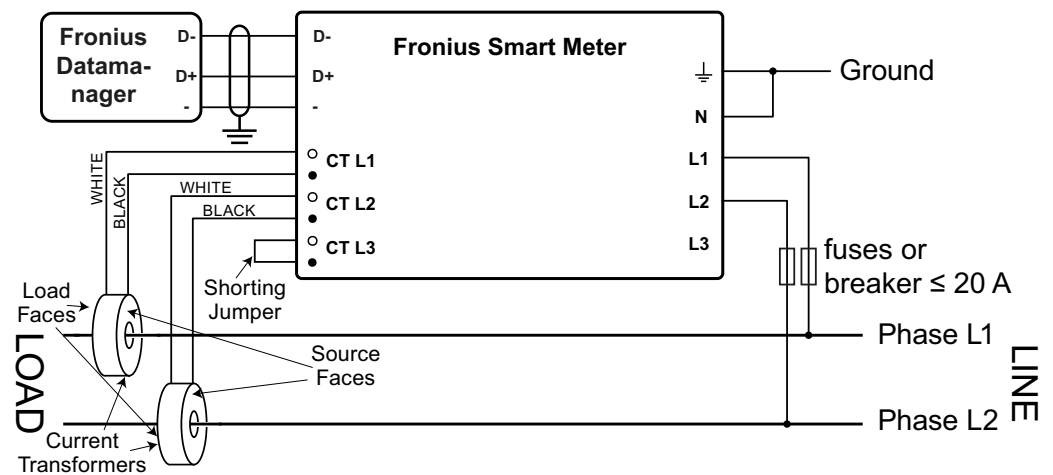 Fronius
Datama-
nager
D-
D+
-
D-
D+
-
Fronius Smart Meter
CT L1
CT L2
CT L3
N
L1
L2
L3
Ground
WHITE
BLACK
WHITE
BLACK
Shorting
Jumper
fuses or
breaker ≤ 20 A
Load
Faces
Source
Faces
LOAD
LINE
Phase L1
Phase L2
Current
Transformers